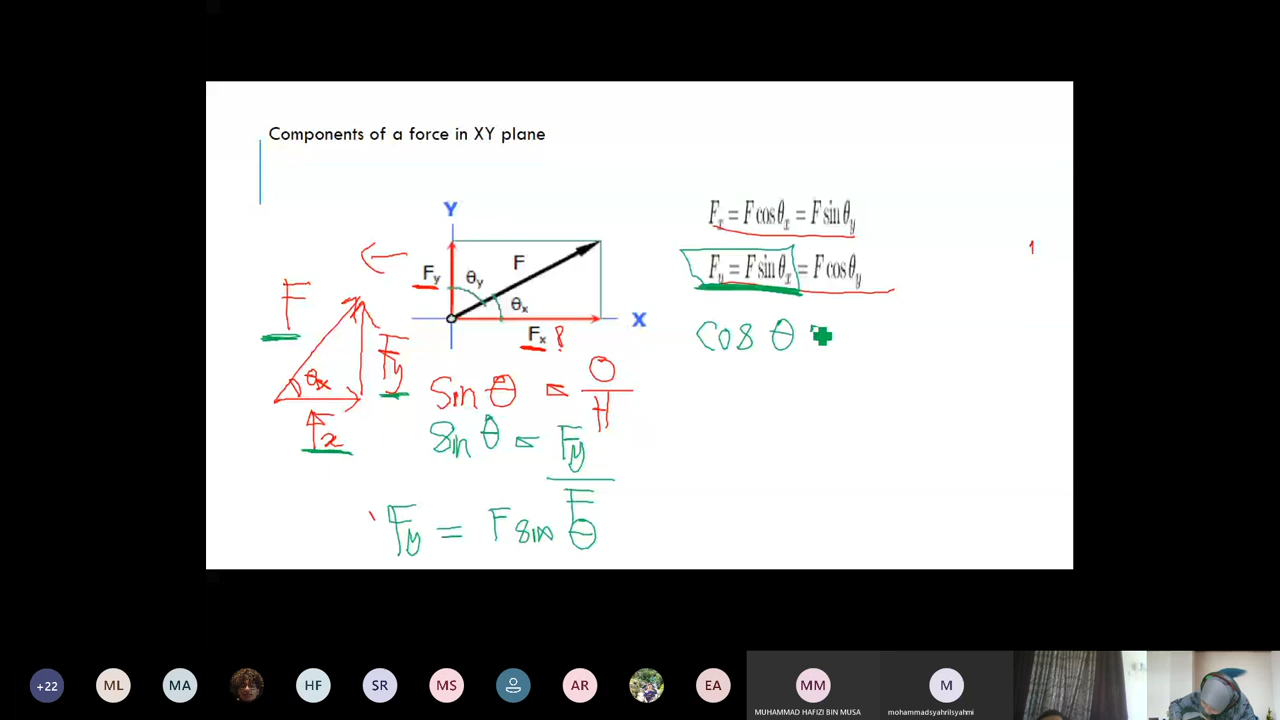 Components of a force in XY plane
Y
F
Fy
θy
θx
X
Fx ?
Fx = F cos θx = F sin θy
Fy = F sin θx = F cos θy
1
F
Fy
θx
Fx
sin θ = O
H
sin θ = Fy
F
Fy = F sin θ
cos θ
+22
ML
MA
HF
SR
MS
AR
EA
MM
MUHAMMAD HAFIZI BIN MUSA
M
mohammadsyahrilsyahmi